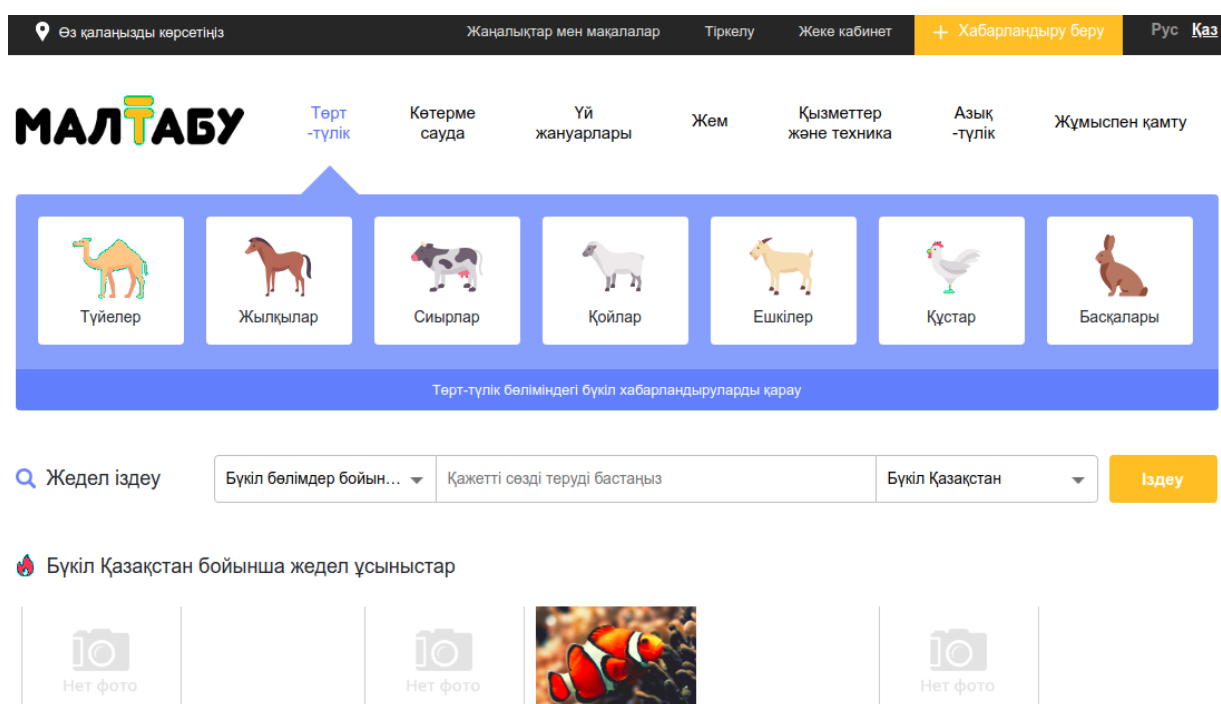 Өз қалаңызды көрсетіңіз
Жаңалықтар мен мақалалар
Тіркелу
Жеке кабинет
+ Хабарландыру беру
Рус Қаз
МАЛТАБУ
Төрт
-түлік
Көтерме
сауда
Үй
жануарлары
Жем
Қызметтер
және техника
Азық
-түлік
Жұмыспен қамту
Түйелер
Жылқылар
Сиырлар
Қойлар
Ешкілер
Құстар
Басқалары
Төрт-түлік бөліміндегі бүкіл хабарландыруларды қарау
Жедел іздеу
Бүкіл бөлімдер бойын...
Қажетті сөзді теруді бастаңыз
Бүкіл Қазақстан
Іздеу
Бүкіл Қазақстан бойынша жедел ұсыныстар
Нет фото
Нет фото
Нет фото